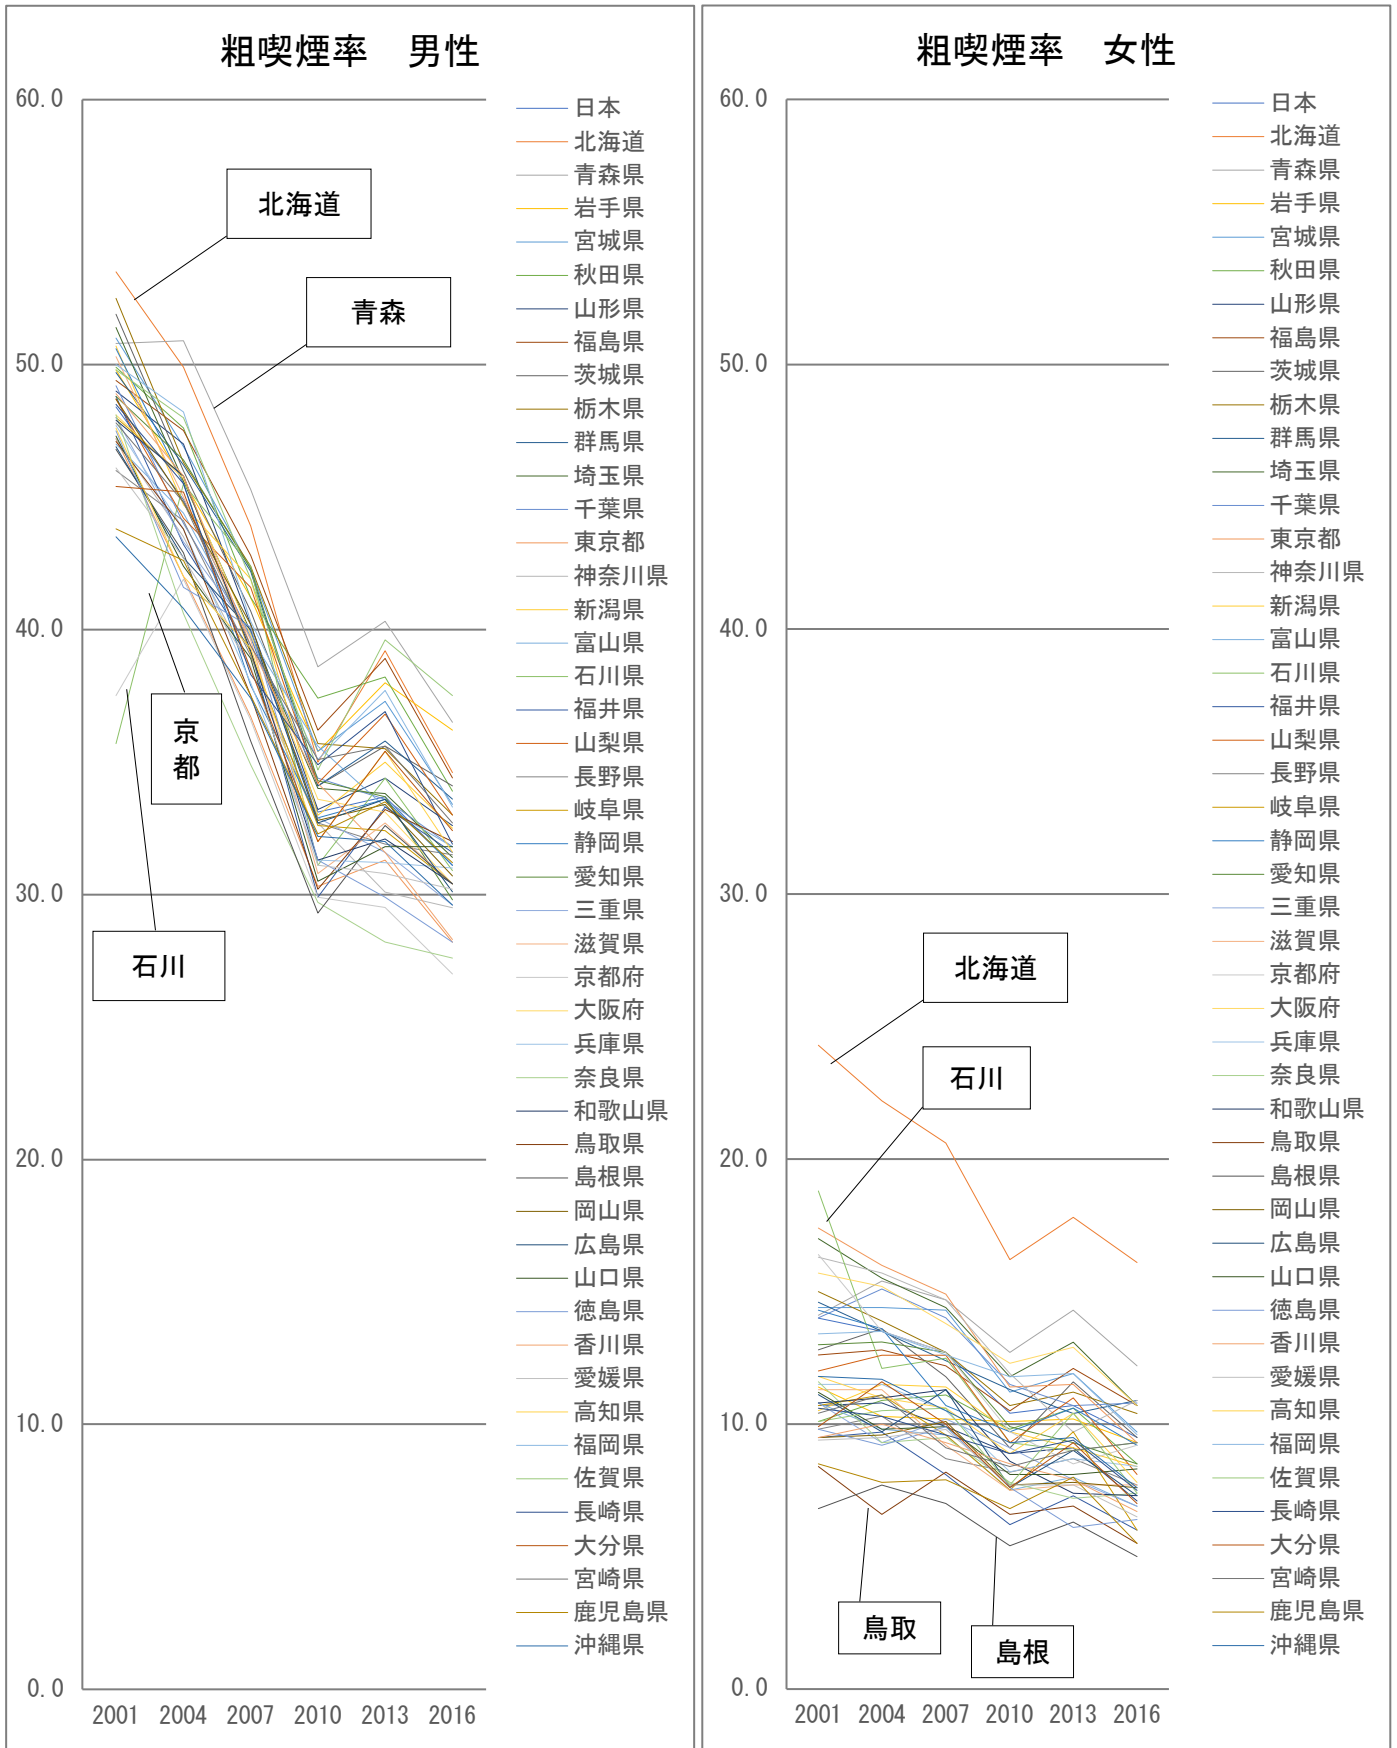 粗喫煙率　男性
60.0
50.0
40.0
30.0
20.0
10.0
0.0
2001 2004 2007 2010 2013 2016
北海道
青森
京都
石川
日本
北海道
青森県
岩手県
宮城県
秋田県
山形県
福島県
茨城県
栃木県
群馬県
埼玉県
千葉県
東京都
神奈川県
新潟県
富山県
石川県
福井県
山梨県
長野県
岐阜県
静岡県
愛知県
三重県
滋賀県
京都府
大阪府
兵庫県
奈良県
和歌山県
鳥取県
島根県
岡山県
広島県
山口県
徳島県
香川県
愛媛県
高知県
福岡県
佐賀県
長崎県
大分県
宮崎県
鹿児島県
沖縄県
粗喫煙率　女性
60.0
50.0
40.0
30.0
20.0
10.0
0.0
2001 2004 2007 2010 2013 2016
北海道
石川
鳥取
島根
日本
北海道
青森県
岩手県
宮城県
秋田県
山形県
福島県
茨城県
栃木県
群馬県
埼玉県
千葉県
東京都
神奈川県
新潟県
富山県
石川県
福井県
山梨県
長野県
岐阜県
静岡県
愛知県
三重県
滋賀県
京都府
大阪府
兵庫県
奈良県
和歌山県
鳥取県
島根県
岡山県
広島県
山口県
徳島県
香川県
愛媛県
高知県
福岡県
佐賀県
長崎県
大分県
宮崎県
鹿児島県
沖縄県